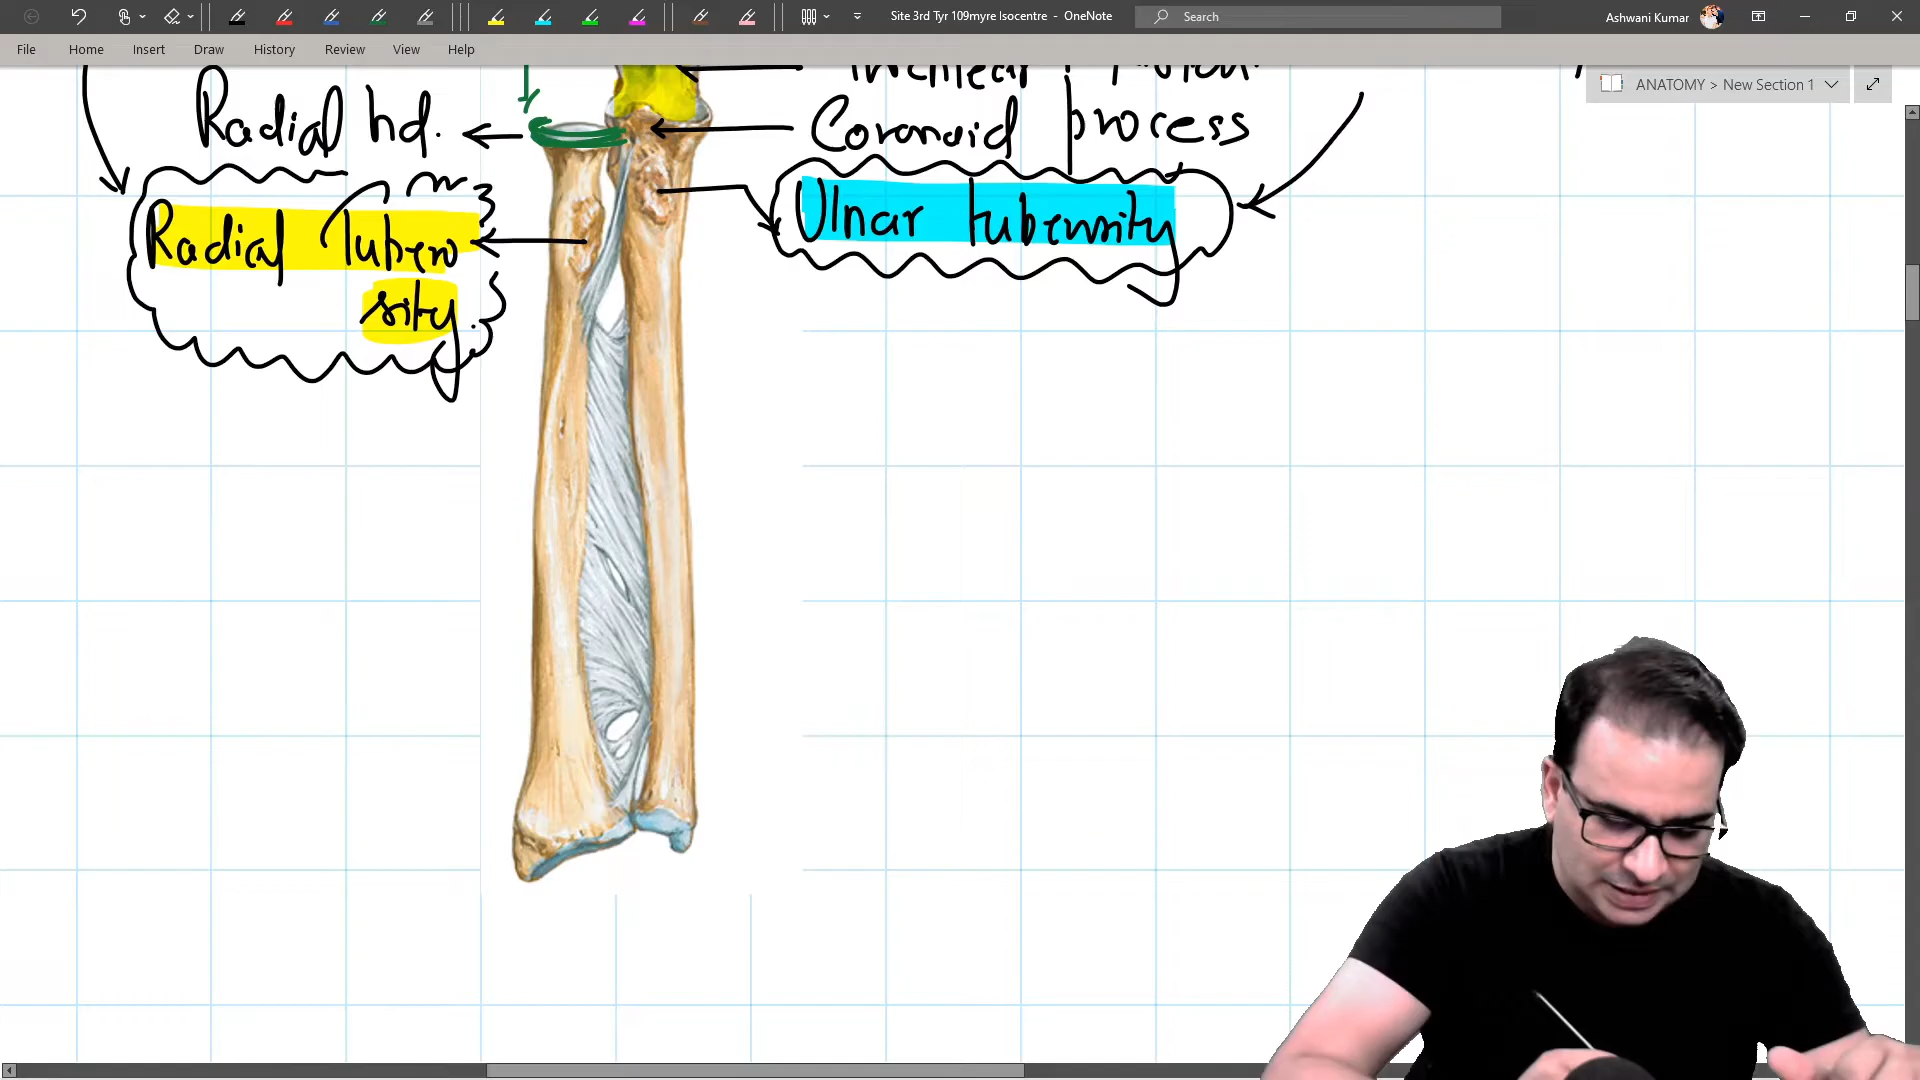 Site 3rd Tyr 109myre Isocentre - OneNote
Search
Ashwani Kumar
File Home Insert Draw History Review View Help
ANATOMY > New Section 1
Radial hd.
Coronoid process
Radial Tubero
sity
Ulnar tuberosity